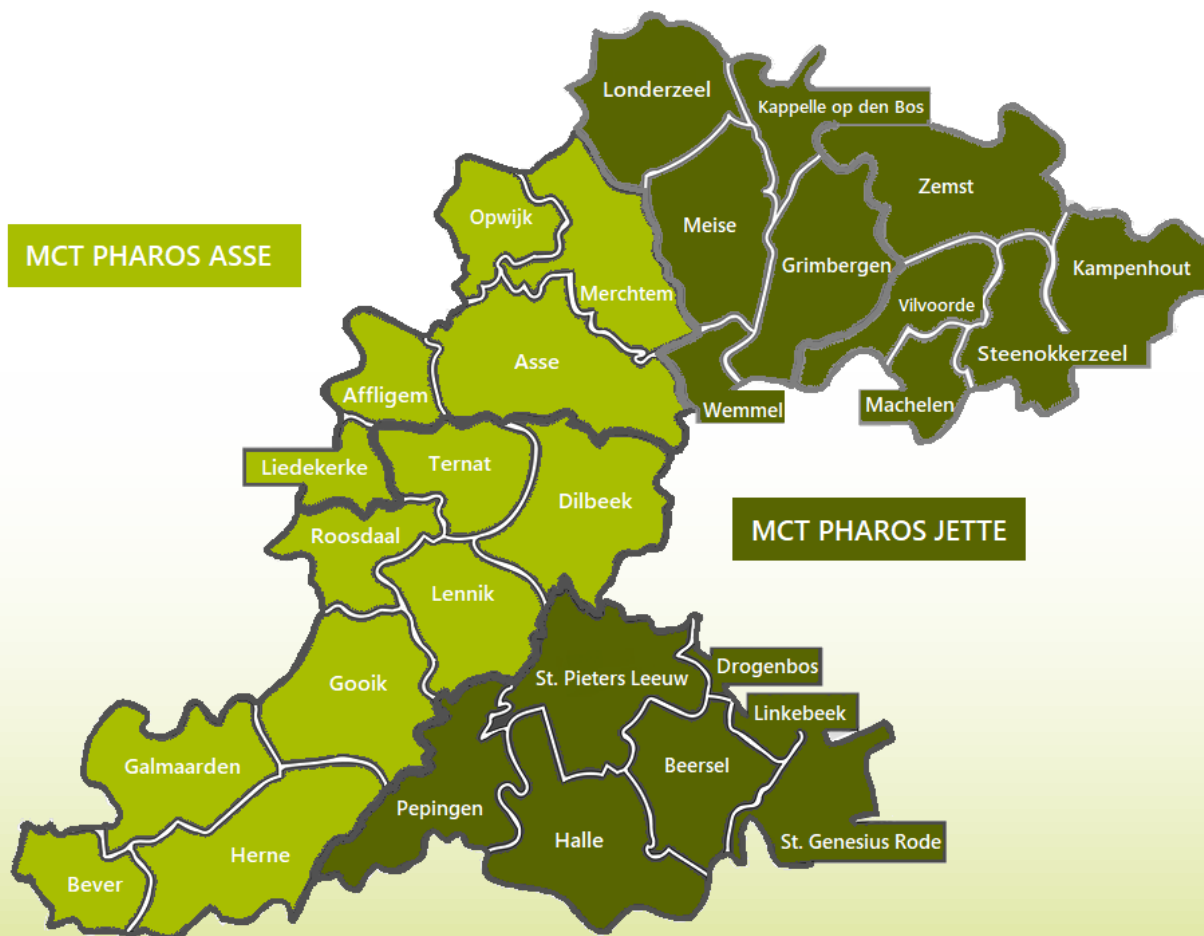 Londerzeel
Kappelle op den Bos
Zemst
Opwijk
Meise
MCT PHAROS ASSE
Grimbergen
Kampenhout
Merchtem
Vilvoorde
Asse
Steenokkerzeel
Affligem
Wemmel
Machelen
Liedekerke
Ternat
Dilbeek
MCT PHAROS JETTE
Roosdaal
Lennik
Drogenbos
St. Pieters Leeuw
Gooik
Linkebeek
Galmaarden
Beersel
Pepingen
Halle
St. Genesius Rode
Herne
Bever